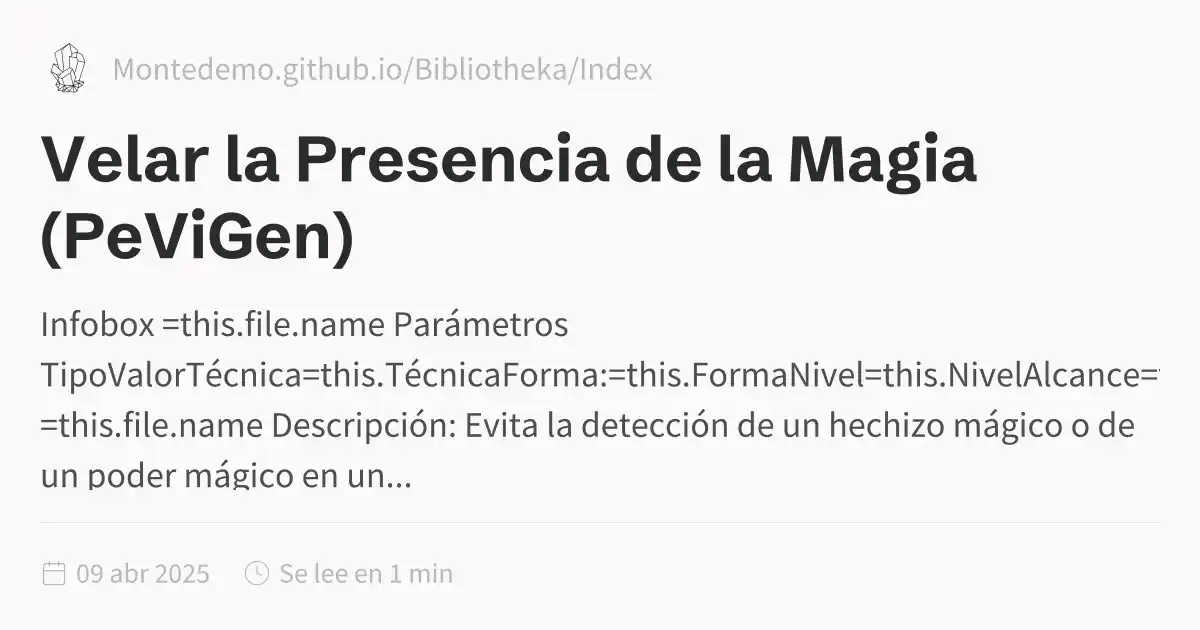 Montedemo.github.io/Bibliotheka/Index
Velar la Presencia de la Magia
(PeViGen)
Infobox =this.file.name Parámetros
TipoValorTécnica=this.TécnicaForma:=this.FormaNivel=this.NivelAlcance=
=this.file.name Descripción: Evita la detección de un hechizo mágico o de
un poder mágico en un...
09 abr 2025 Se lee en 1 min